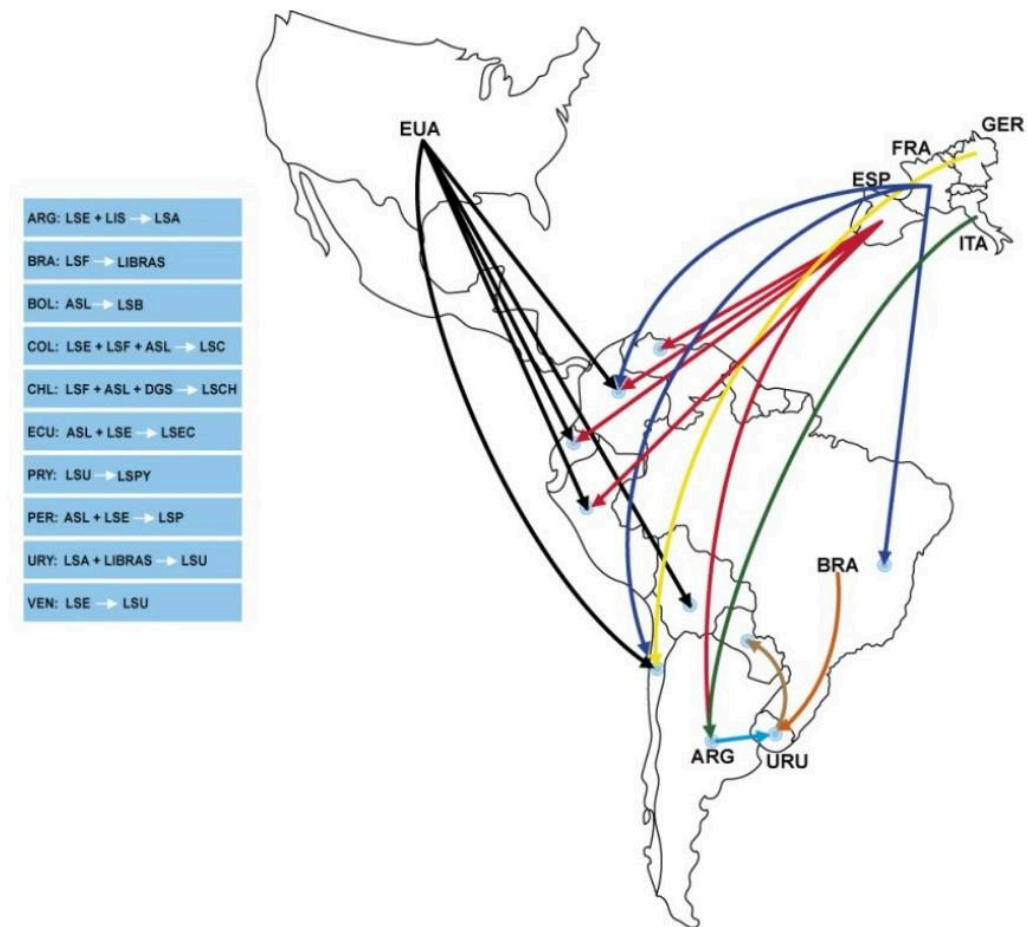 EUA
GER
FRA
ESP
ITA
ARG: LSE + LIS → LSA
BRA: LSF → LIBRAS
BOL: ASL → LSB
COL: LSE + LSF + ASL → LSC
CHL: LSF + ASL + DGS → LSCH
ECU: ASL + LSE → LSEC
PRY: LSU → LSPY
PER: ASL + LSE → LSP
URY: LSA + LIBRAS → LSU
VEN: LSE → LSU
BRA
ARG
URU